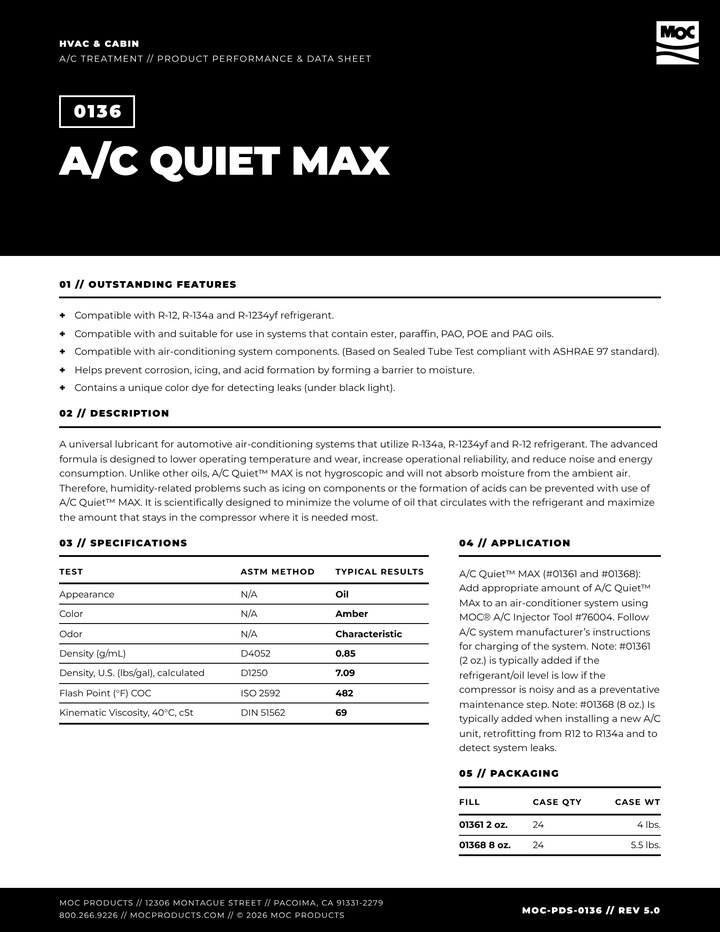 HVAC & CABIN
A/C TREATMENT // PRODUCT PERFORMANCE & DATA SHEET
MOC
0136
A/C QUIET MAX
01 // OUTSTANDING FEATURES
+ Compatible with R-12, R-134a and R-1234yf refrigerant.
+ Compatible with and suitable for use in systems that contain ester, paraffin, PAO, POE and PAG oils.
+ Compatible with air-conditioning system components. (Based on Sealed Tube Test compliant with ASHRAE 97 standard).
+ Helps prevent corrosion, icing, and acid formation by forming a barrier to moisture.
+ Contains a unique color dye for detecting leaks (under black light).
02 // DESCRIPTION
A universal lubricant for automotive air-conditioning systems that utilize R-134a, R-1234yf and R-12 refrigerant. The advanced
formula is designed to lower operating temperature and wear, increase operational reliability, and reduce noise and energy
consumption. Unlike other oils, A/C Quiet™ MAX is not hygroscopic and will not absorb moisture from the ambient air.
Therefore, humidity-related problems such as icing on components or the formation of acids can be prevented with use of
A/C Quiet™ MAX. It is scientifically designed to minimize the volume of oil that circulates with the refrigerant and maximize
the amount that stays in the compressor where it is needed most.
03 // SPECIFICATIONS
TEST ASTM METHOD TYPICAL RESULTS
Appearance N/A Oil
Color N/A Amber
Odor N/A Characteristic
Density (g/mL) D4052 0.85
Density, U.S. (lbs/gal), calculated D1250 7.09
Flash Point (°F) COC ISO 2592 482
Kinematic Viscosity, 40°C, cSt DIN 51562 69
04 // APPLICATION
A/C Quiet™ MAX (#01361 and #01368):
Add appropriate amount of A/C Quiet™
MAx to an air-conditioner system using
MOC® A/C Injector Tool #76004. Follow
A/C system manufacturer's instructions
for charging of the system. Note: #01361
(2 oz.) is typically added if the
refrigerant/oil level is low if the
compressor is noisy and as a preventative
maintenance step. Note: #01368 (8 oz.) Is
typically added when installing a new A/C
unit, retrofitting from R12 to R134a and to
detect system leaks.
05 // PACKAGING
FILL CASE QTY CASE WT
01361 2 oz. 24 4 lbs.
01368 8 oz. 24 5.5 lbs.
MOC PRODUCTS // 12306 MONTAGUE STREET // PACOIMA, CA 91331-2279
800.266.9226 // MOCPRODUCTS.COM // © 2026 MOC PRODUCTS
MOC-PDS-0136 // REV 5.0